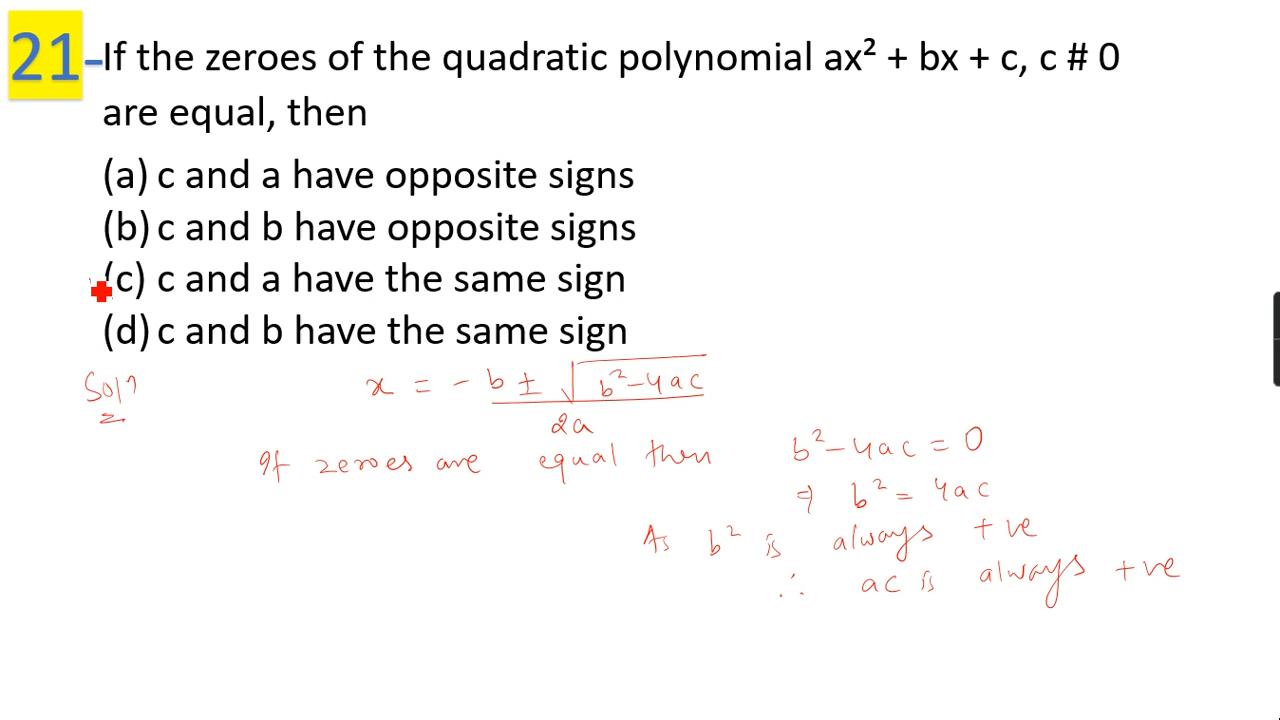 21-If the zeroes of the quadratic polynomial ax² + bx + c, c # 0
are equal, then
(a) c and a have opposite signs
(b) c and b have opposite signs
(c) c and a have the same sign
(d) c and b have the same sign
Solⁿ x = -b ± √b²-4ac
2a
If zeroes are equal then b²-4ac = 0
⇒ b² = 4ac
As b² is always +ve
∴ ac is always +ve